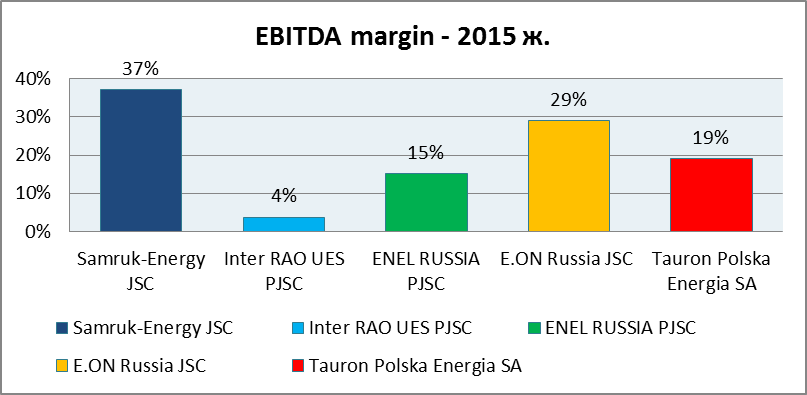 EBITDA margin - 2015 ж.
37%
40%
30%
20%
10%
0%
4%
15%
29%
19%
Samruk-Energy
JSC
Inter RAO UES
PJSC
ENEL RUSSIA
PJSC
E.ON Russia JSC
Tauron Polska
Energia SA
Samruk-Energy JSC
Inter RAO UES PJSC
ENEL RUSSIA PJSC
E.ON Russia JSC
Tauron Polska Energia SA